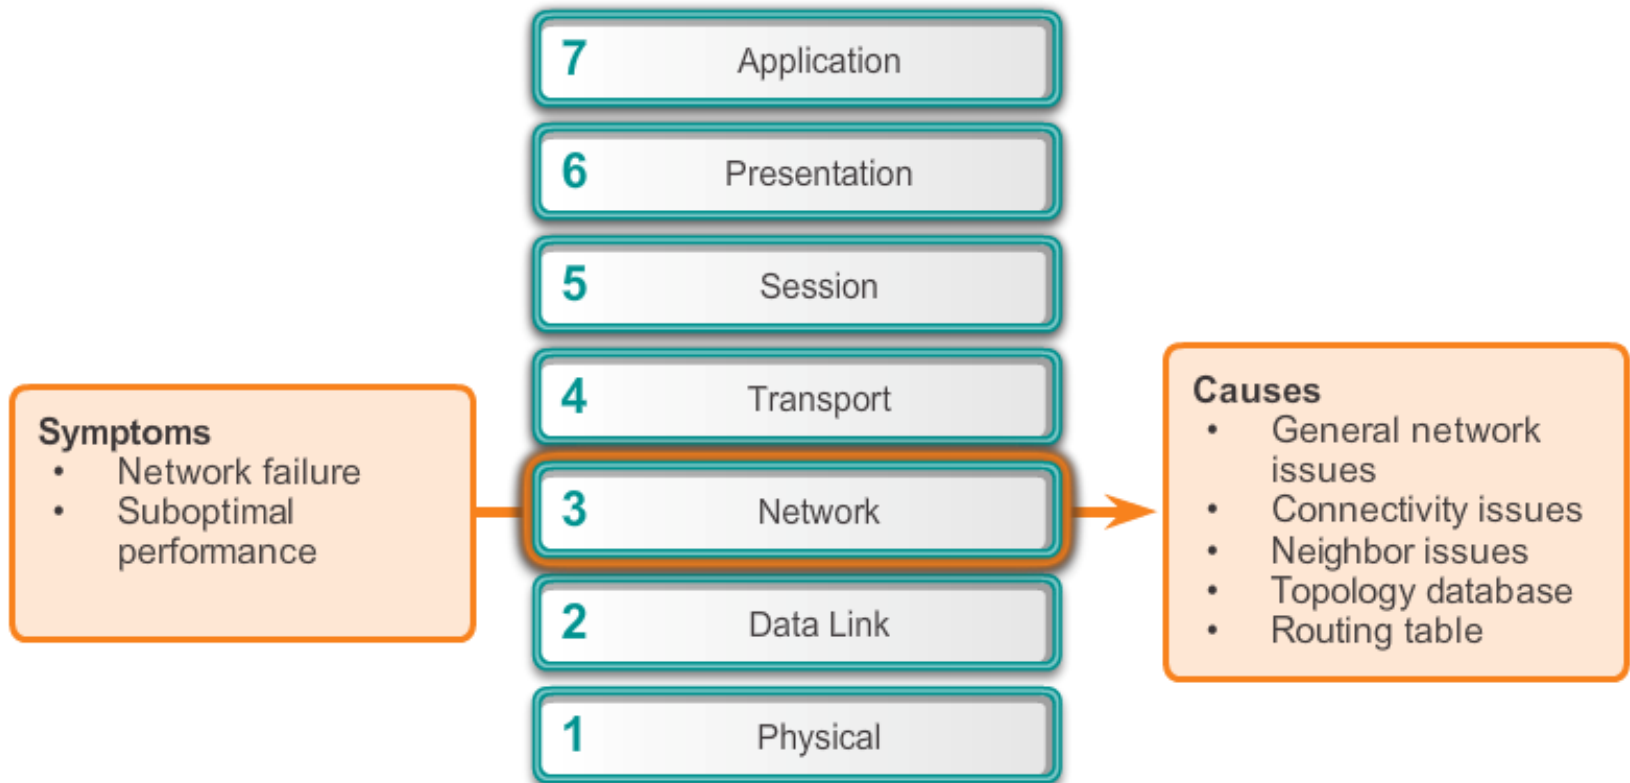 7 Application
6 Presentation
5 Session
4 Transport
3 Network
2 Data Link
1 Physical
Symptoms
• Network failure
• Suboptimal
performance
Causes
• General network
issues
• Connectivity issues
• Neighbor issues
• Topology database
• Routing table